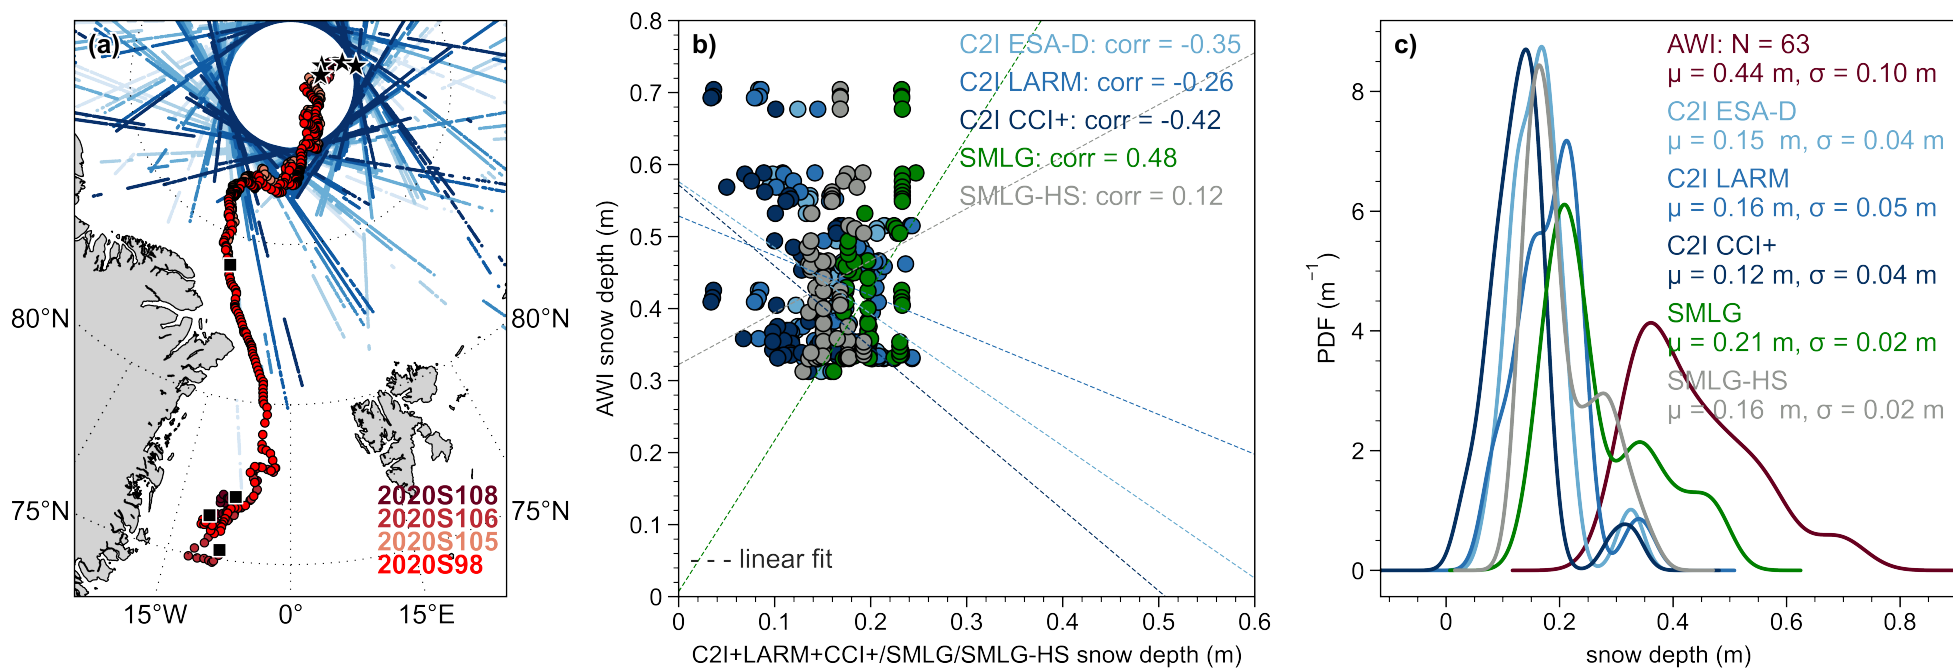 (a)
80°N
75°N
80°N
75°N
2020S108
2020S106
2020S105
2020S98
15°W
0°
15°E
b)
C2I ESA-D: corr = -0.35
C2I LARM: corr = -0.26
C2I CCI+: corr = -0.42
SMLG: corr = 0.48
SMLG-HS: corr = 0.12
linear fit
AWI snow depth (m)
0.8
0.7
0.6
0.5
0.4
0.3
0.2
0.1
0
0
0.1
0.2
0.3
0.4
0.5
0.6
C2I+LARM+CCI+/SMLG/SMLG-HS snow depth (m)
c)
AWI: N = 63
μ = 0.44 m, σ = 0.10 m
C2I ESA-D
μ = 0.15 m, σ = 0.04 m
C2I LARM
μ = 0.16 m, σ = 0.05 m
C2I CCI+
μ = 0.12 m, σ = 0.04 m
SMLG
μ = 0.21 m, σ = 0.02 m
SMLG-HS
μ = 0.16 m, σ = 0.02 m
PDF (m⁻¹)
8
6
4
2
0
0
0.2
0.4
0.6
0.8
snow depth (m)